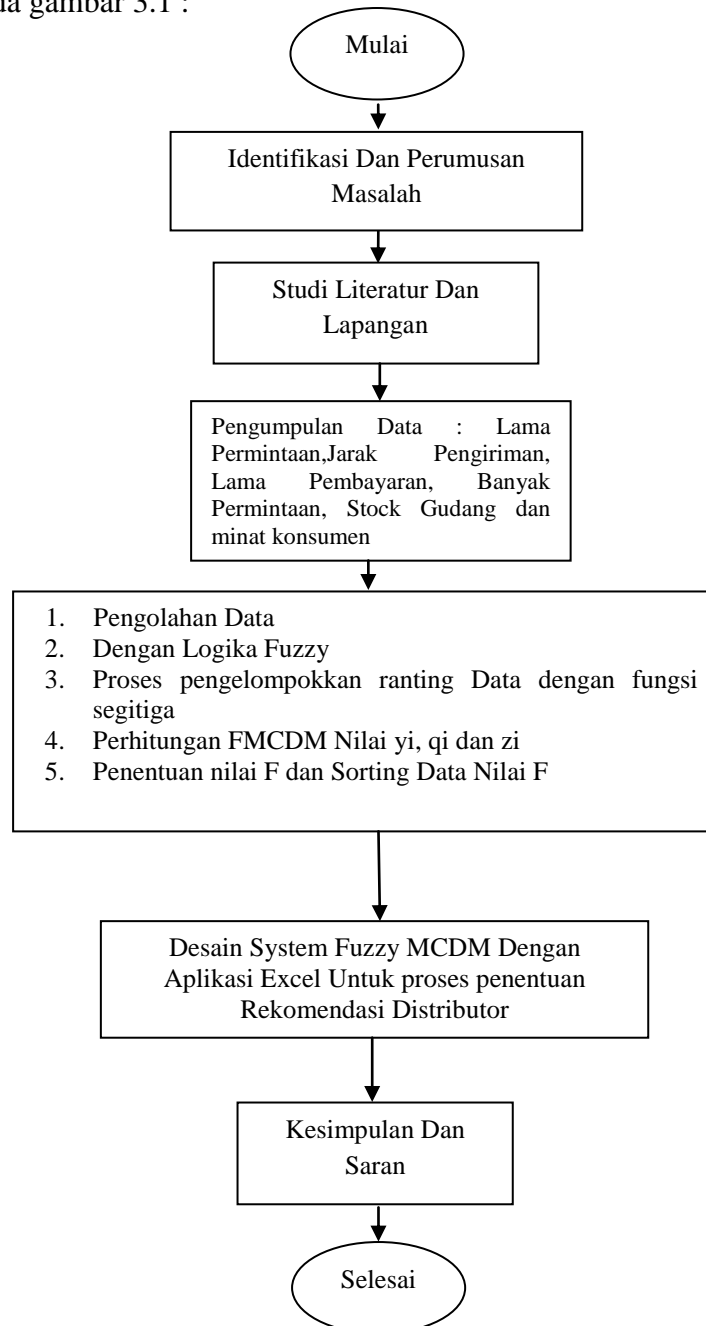 da gambar 3.1 :
Mulai
Identifikasi Dan Perumusan
Masalah
Studi Literatur Dan
Lapangan
Pengumpulan Data : Lama
Permintaan,Jarak Pengiriman,
Lama Pembayaran, Banyak
Permintaan, Stock Gudang dan
minat konsumen
1. Pengolahan Data
2. Dengan Logika Fuzzy
3. Proses pengelompokkan ranting Data dengan fungsi
segitiga
4. Perhitungan FMCDM Nilai yi, qi dan zi
5. Penentuan nilai F dan Sorting Data Nilai F
Desain System Fuzzy MCDM Dengan
Aplikasi Excel Untuk proses penentuan
Rekomendasi Distributor
Kesimpulan Dan
Saran
Selesai